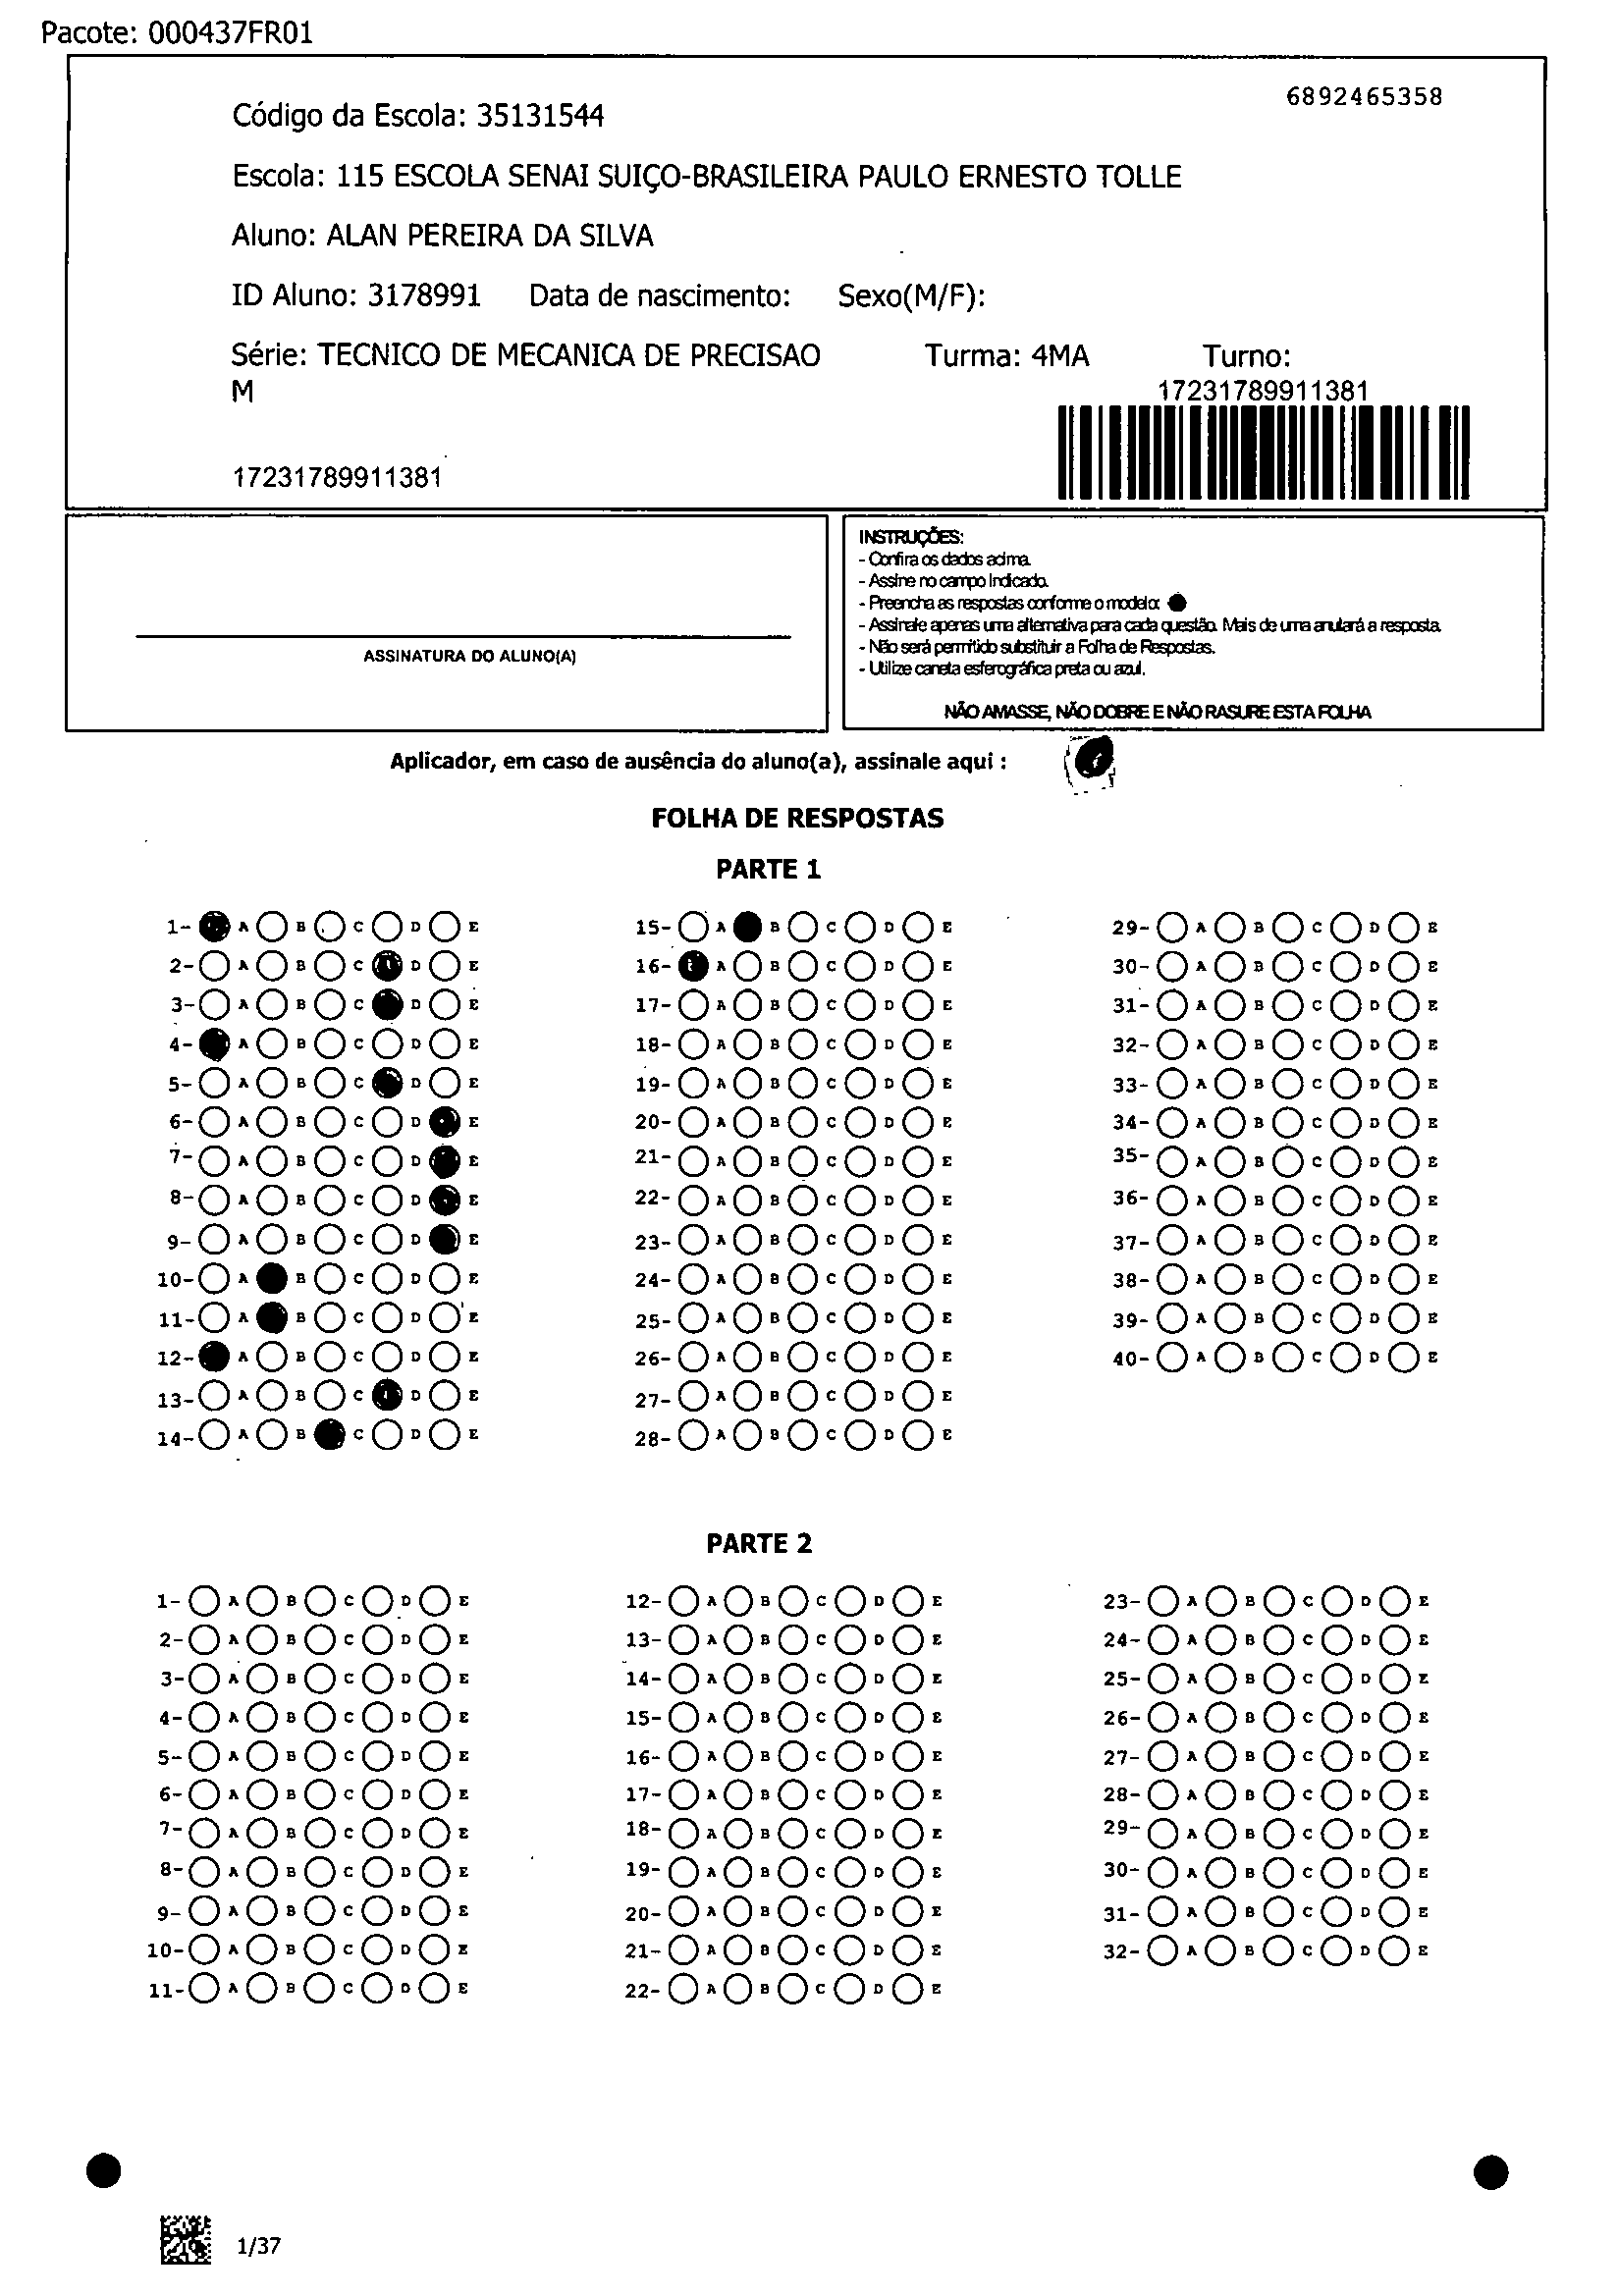 Pacote: 000437FR01
6892465358
Código da Escola: 35131544
Escola: 115 ESCOLA SENAI SUIÇO-BRASILEIRA PAULO ERNESTO TOLLE
Aluno: ALAN PEREIRA DA SILVA
ID Aluno: 3178991 Data de nascimento: Sexo(M/F):
Série: TECNICO DE MECANICA DE PRECISAO Turma: 4MA Turno:
M
17231789911381
17231789911381
ASSINATURA DO ALUNO(A)
INSTRUÇÕES:
- Confira os dados acima.
- Assine no campo Indicado.
- Preencha as respostas conforme o modelo:
- Assinale apenas uma alternativa para cada questão. Mais de uma anulará a resposta.
- Não será permitido substituir a Folha de Respostas.
- Utilize caneta esferográfica preta ou azul.
NÃO AMASSE, NÃO DOBRE E NÃO RASURE ESTA FOLHA
Aplicador, em caso de ausência do aluno(a), assinale aqui :
FOLHA DE RESPOSTAS
PARTE 1
1- A B C D E 15- A B C D E 29- A B C D E
2- A B C D E 16- A B C D E 30- A B C D E
3- A B C D E 17- A B C D E 31- A B C D E
4- A B C D E 18- A B C D E 32- A B C D E
5- A B C D E 19- A B C D E 33- A B C D E
6- A B C D E 20- A B C D E 34- A B C D E
7- A B C D E 21- A B C D E 35- A B C D E
8- A B C D E 22- A B C D E 36- A B C D E
9- A B C D E 23- A B C D E 37- A B C D E
10- A B C D E 24- A B C D E 38- A B C D E
11- A B C D E 25- A B C D E 39- A B C D E
12- A B C D E 26- A B C D E 40- A B C D E
13- A B C D E 27- A B C D E
14- A B C D E 28- A B C D E
PARTE 2
1- A B C D E 12- A B C D E 23- A B C D E
2- A B C D E 13- A B C D E 24- A B C D E
3- A B C D E 14- A B C D E 25- A B C D E
4- A B C D E 15- A B C D E 26- A B C D E
5- A B C D E 16- A B C D E 27- A B C D E
6- A B C D E 17- A B C D E 28- A B C D E
7- A B C D E 18- A B C D E 29- A B C D E
8- A B C D E 19- A B C D E 30- A B C D E
9- A B C D E 20- A B C D E 31- A B C D E
10- A B C D E 21- A B C D E 32- A B C D E
11- A B C D E 22- A B C D E
1/37